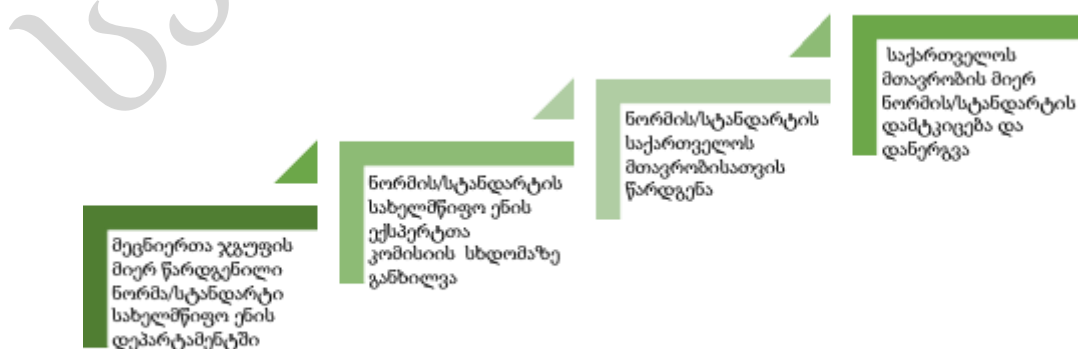 მეცნიერთა ჯგუფის
მიერ წარდგენილი
ნორმა/სტანდარტი
სახელმწიფო ენის
დეპარტამენტში
ნორმის/სტანდარტის
სახელმწიფო ენის
ექსპერტთა
კომისიის სხდომაზე
განხილვა
ნორმის/სტანდარტის
საქართველოს
მთავრობისათვის
წარდგენა
საქართველოს
მთავრობის მიერ
ნორმის/სტანდარტის
დამტკიცება და
დანერგვა